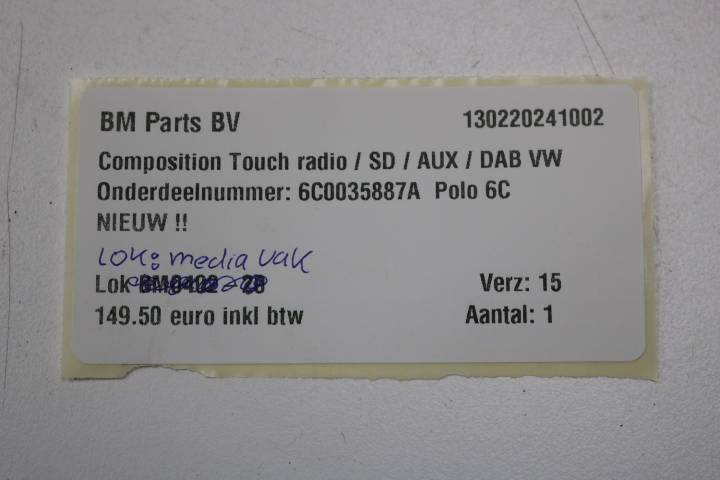 BM Parts BV 130220241002
Composition Touch radio / SD / AUX / DAB VW
Onderdeelnummer: 6C0035887A Polo 6C
NIEUW !!
LOK: media vak
Lok Verz: 15
149.50 euro inkl btw Aantal: 1